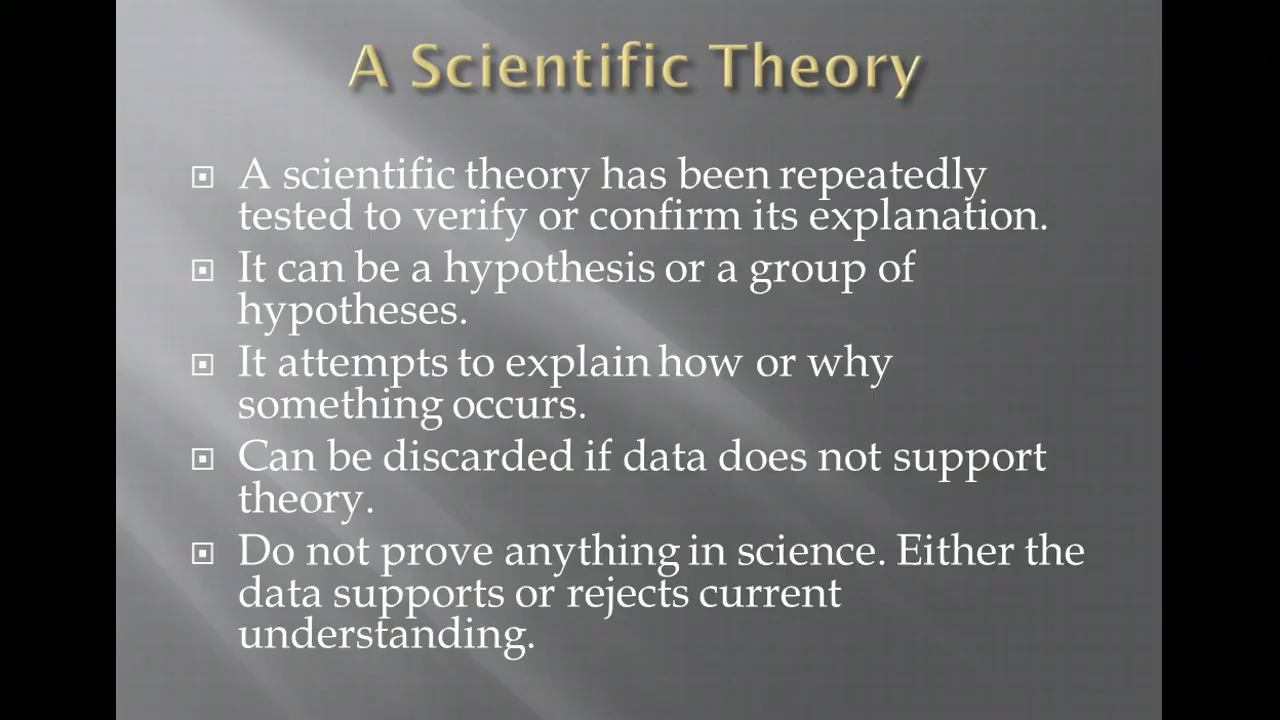 A Scientific Theory
A scientific theory has been repeatedly
tested to verify or confirm its explanation.
It can be a hypothesis or a group of
hypotheses.
It attempts to explain how or why
something occurs.
Can be discarded if data does not support
theory.
Do not prove anything in science. Either the
data supports or rejects current
understanding.